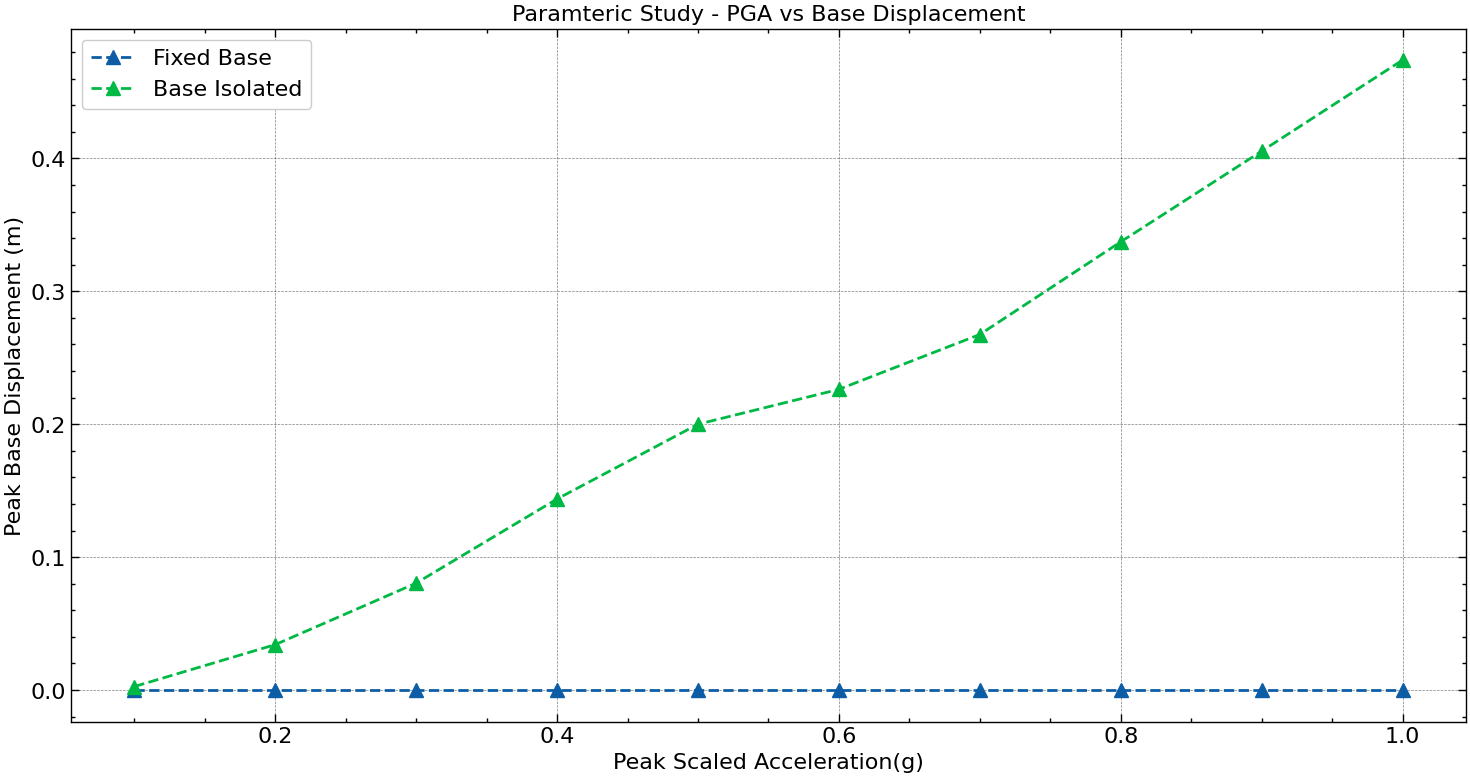 Paramteric Study - PGA vs Base Displacement
Fixed Base
Base Isolated
Peak Base Displacement (m)
0.4
0.3
0.2
0.1
0.0
0.2 0.4 0.6 0.8 1.0
Peak Scaled Acceleration(g)